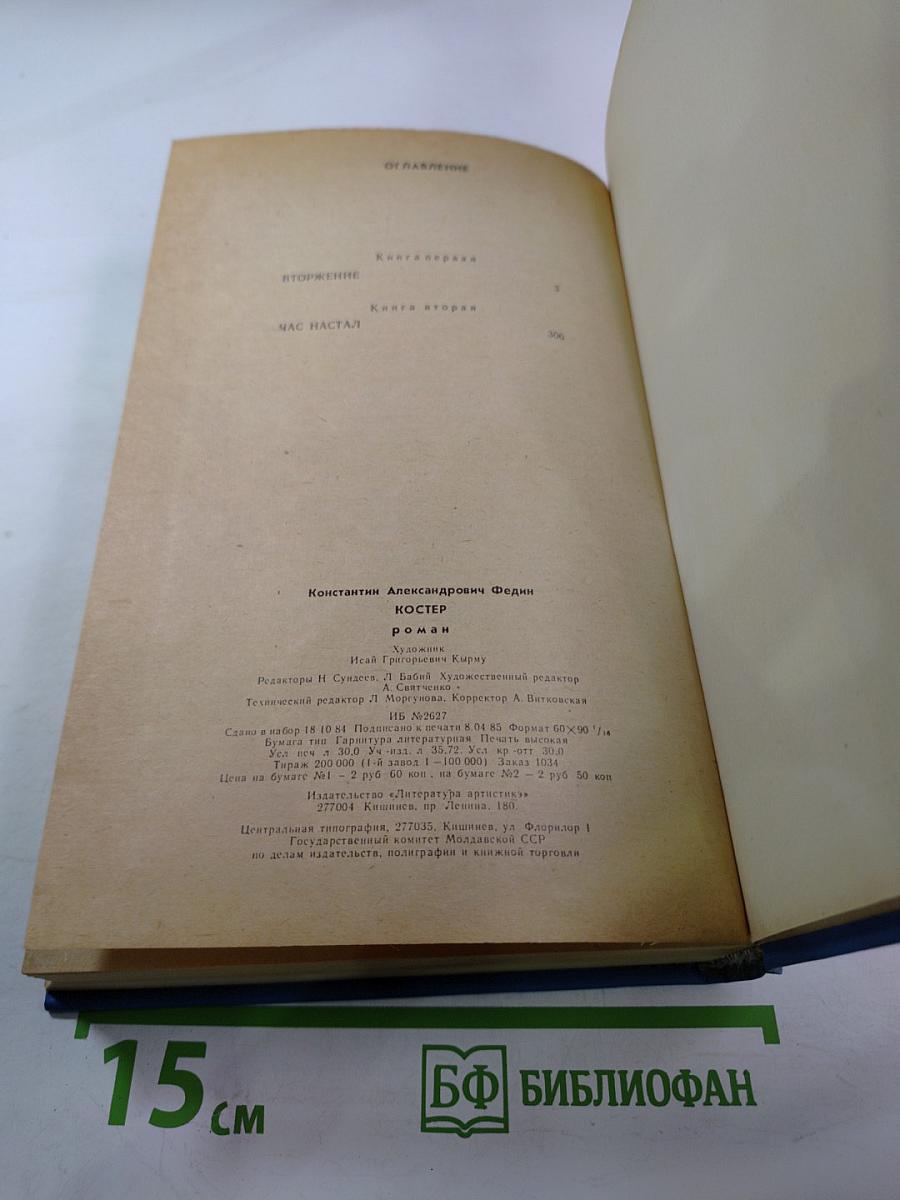 ОГЛАВЛЕНИЕ
Книга первая
ВТОРЖЕНИЕ 3
Книга вторая
ЧАС НАСТАЛ 306
Константин Александрович Федин
КОСТЕР
роман
Художник
Исай Григорьевич Кырму
Редакторы Н Сундеев, Л Бабий Художественный редактор
А. Святченко
Технический редактор Л Моргунова, Корректор А. Витковская
ИБ №2627
Сдано в набор 18 10 84 Подписано к печати 8.04 85 Формат 60×90 1/16
Бумага тип Гарнитура литературная Печать высокая
Усл печ л 30,0 Уч-изд. л 35,72. Усл кр-отт 30,0
Тираж 200 000 (1-й завод 1—100 000) Заказ 1034
Цена на бумаге №1 — 2 руб 60 коп, на бумаге №2 — 2 руб 50 коп
Издательство «Литература артистикэ»
277004 Кишинев, пр Ленина, 180.
Центральная типография, 277035, Кишинев, ул Флорилор 1
Государственный комитет Молдавской ССР
по делам издательств, полиграфии и книжной торговли
15 см
БФ БИБЛИОФАН